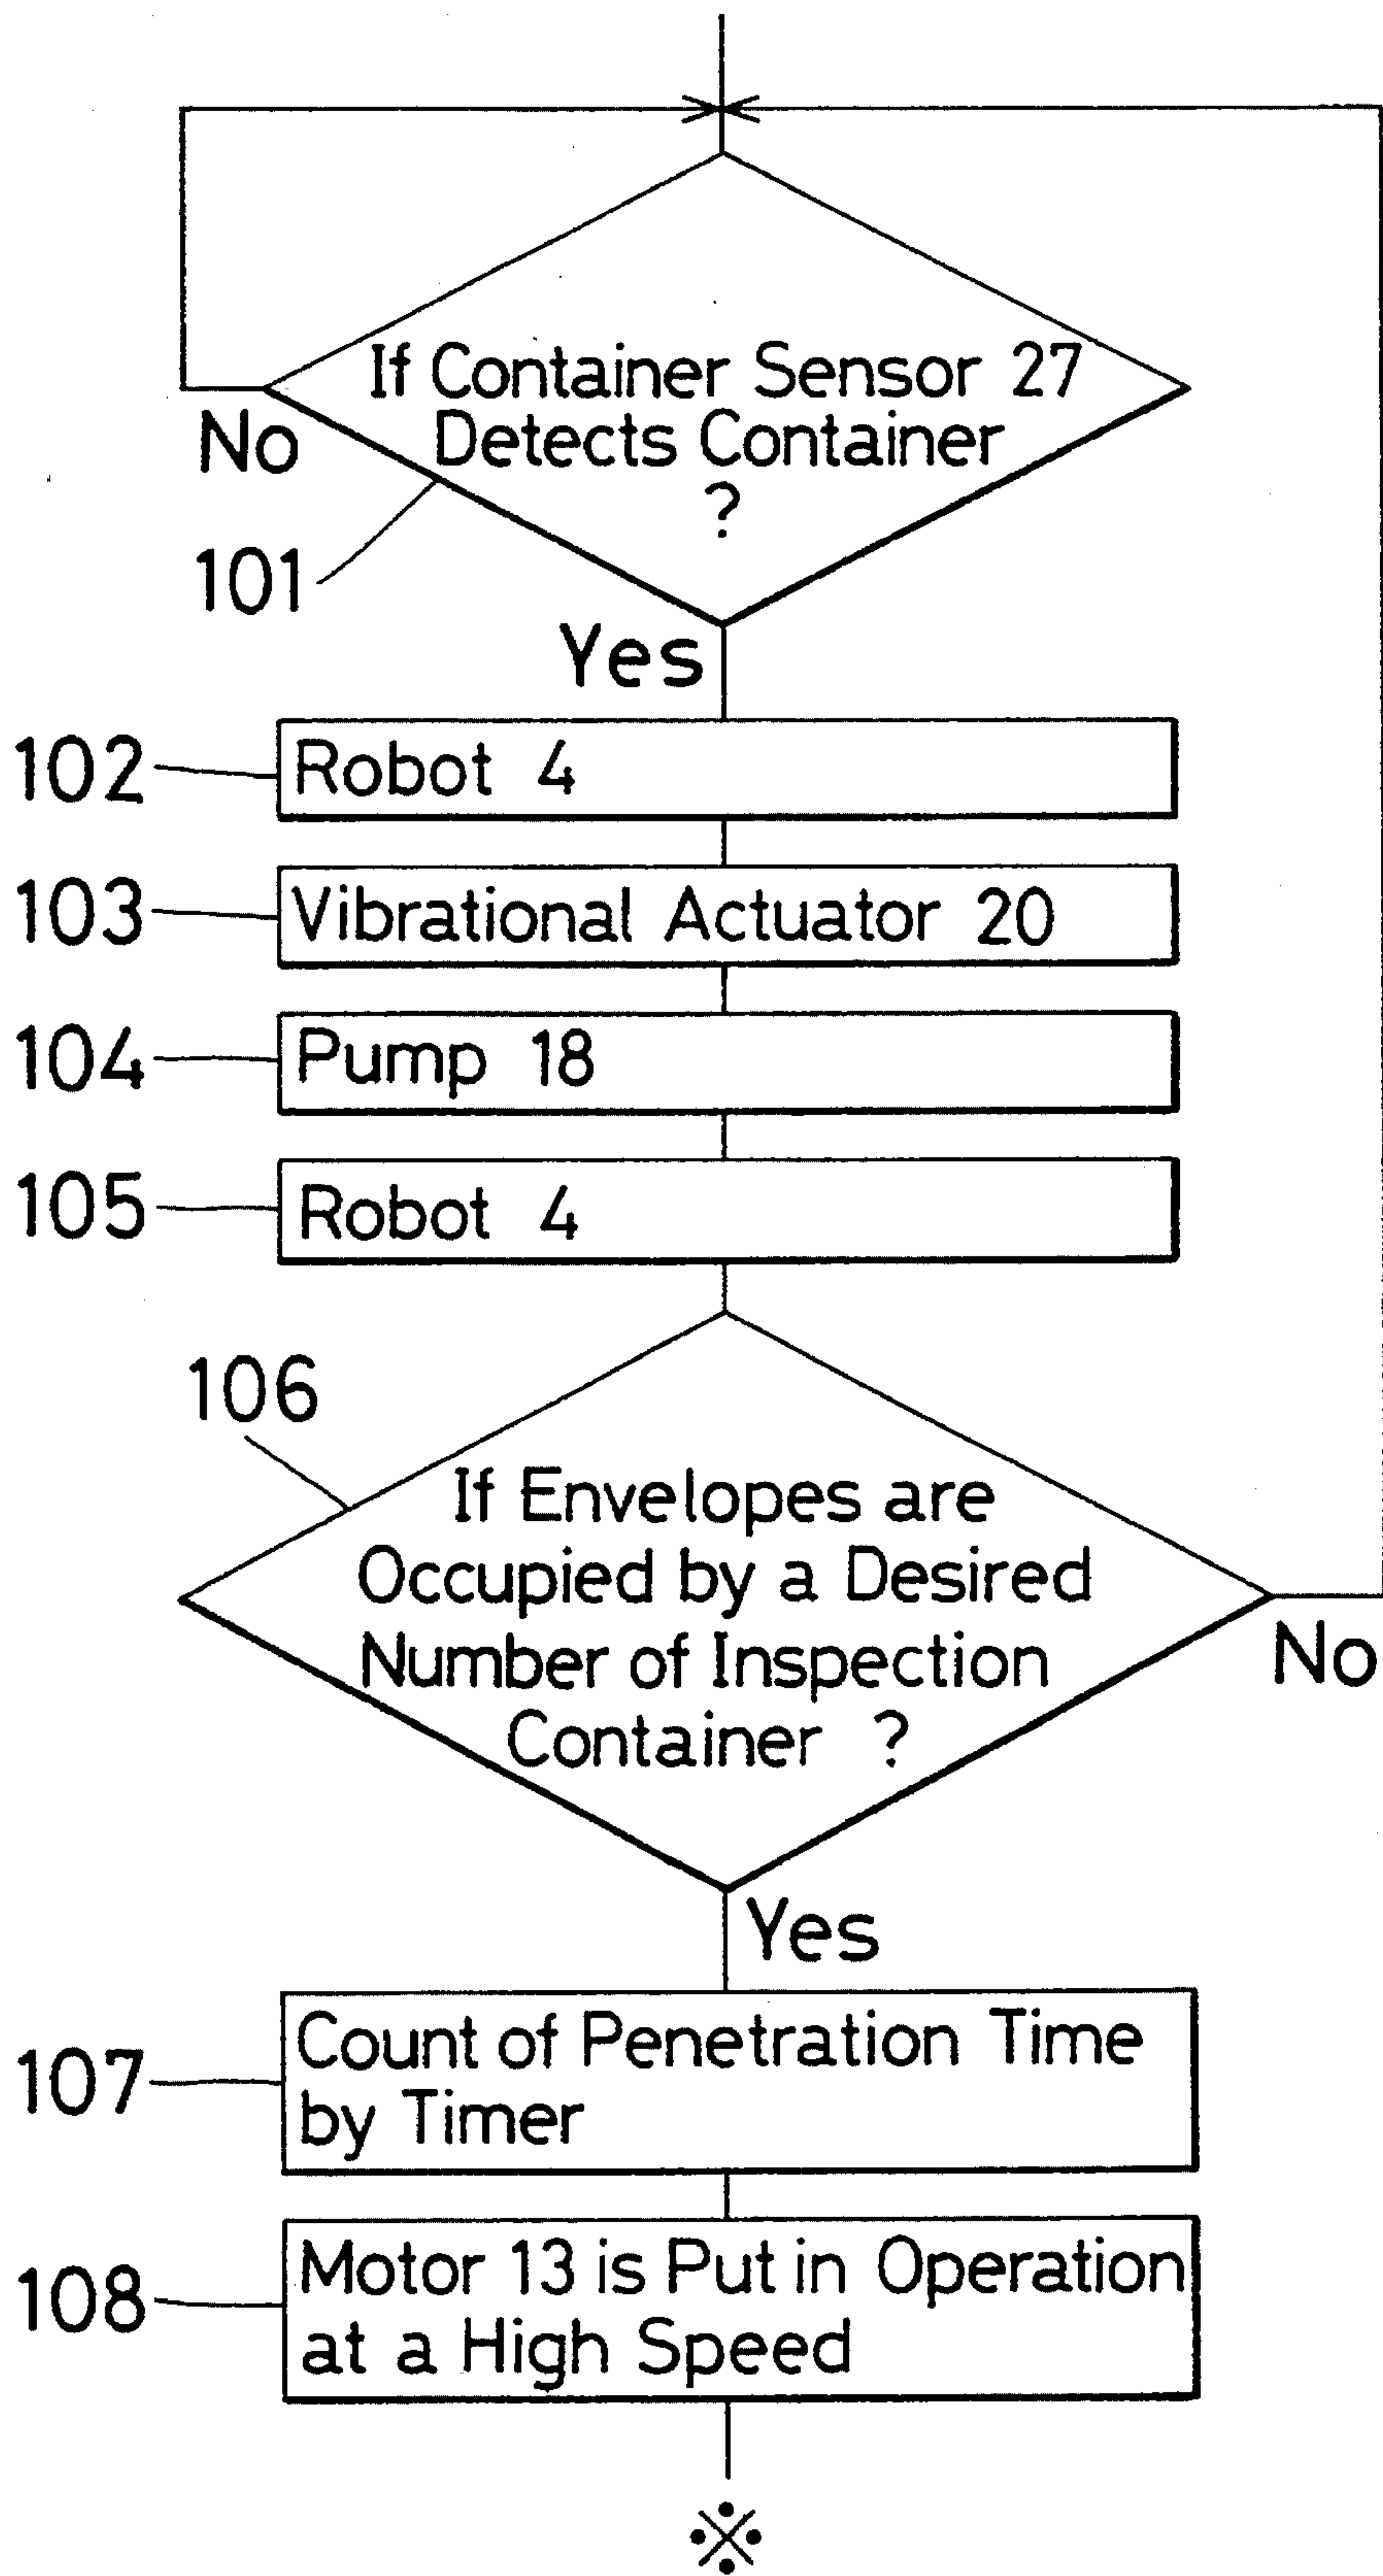 If Container Sensor 27
Detects Container
?
No
101
Yes
102
Robot 4
103
Vibrational Actuator 20
104
Pump 18
105
Robot 4
106
If Envelopes are
Occupied by a Desired
Number of Inspection
Container ?
No
Yes
107
Count of Penetration Time
by Timer
108
Motor 13 is Put in Operation
at a High Speed
※